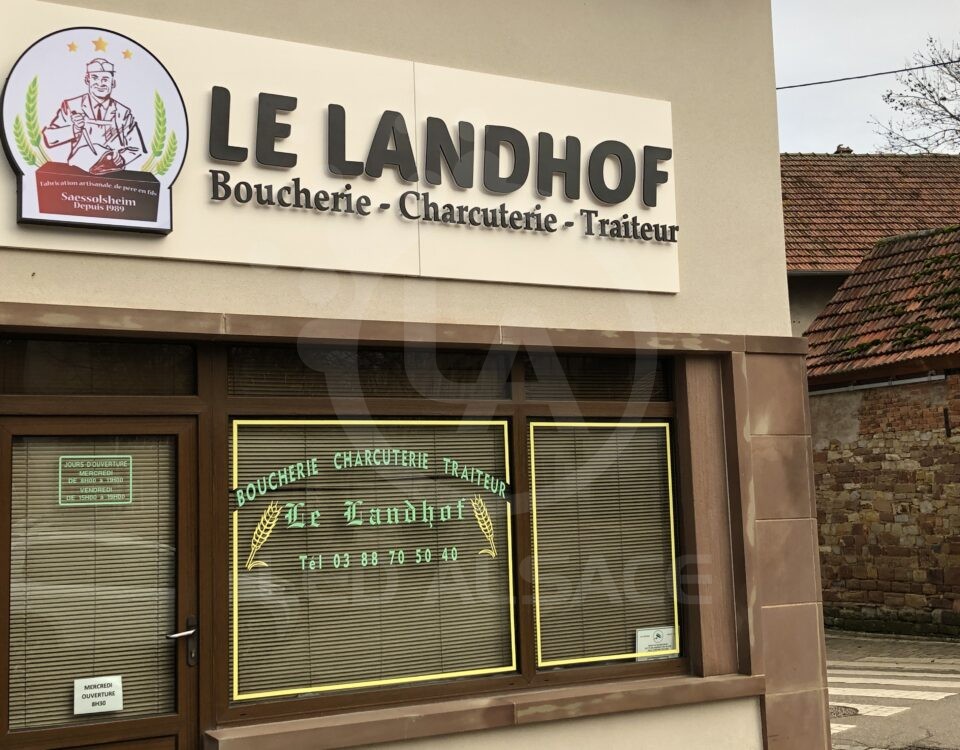 LE LANDHOF
Boucherie - Charcuterie - Traiteur
Fabrication artisanale de père en fils
Saessolsheim
Depuis 1989
JOURS D'OUVERTURE
MERCREDI
DE 8H00 A 19H00
VENDREDI
DE 15H00 A 19H00
BOUCHERIE CHARCUTERIE TRAITEUR
Le Landhof
Tél 03 88 70 50 40
MERCREDI
OUVERTURE
8H30
D'ALSACE